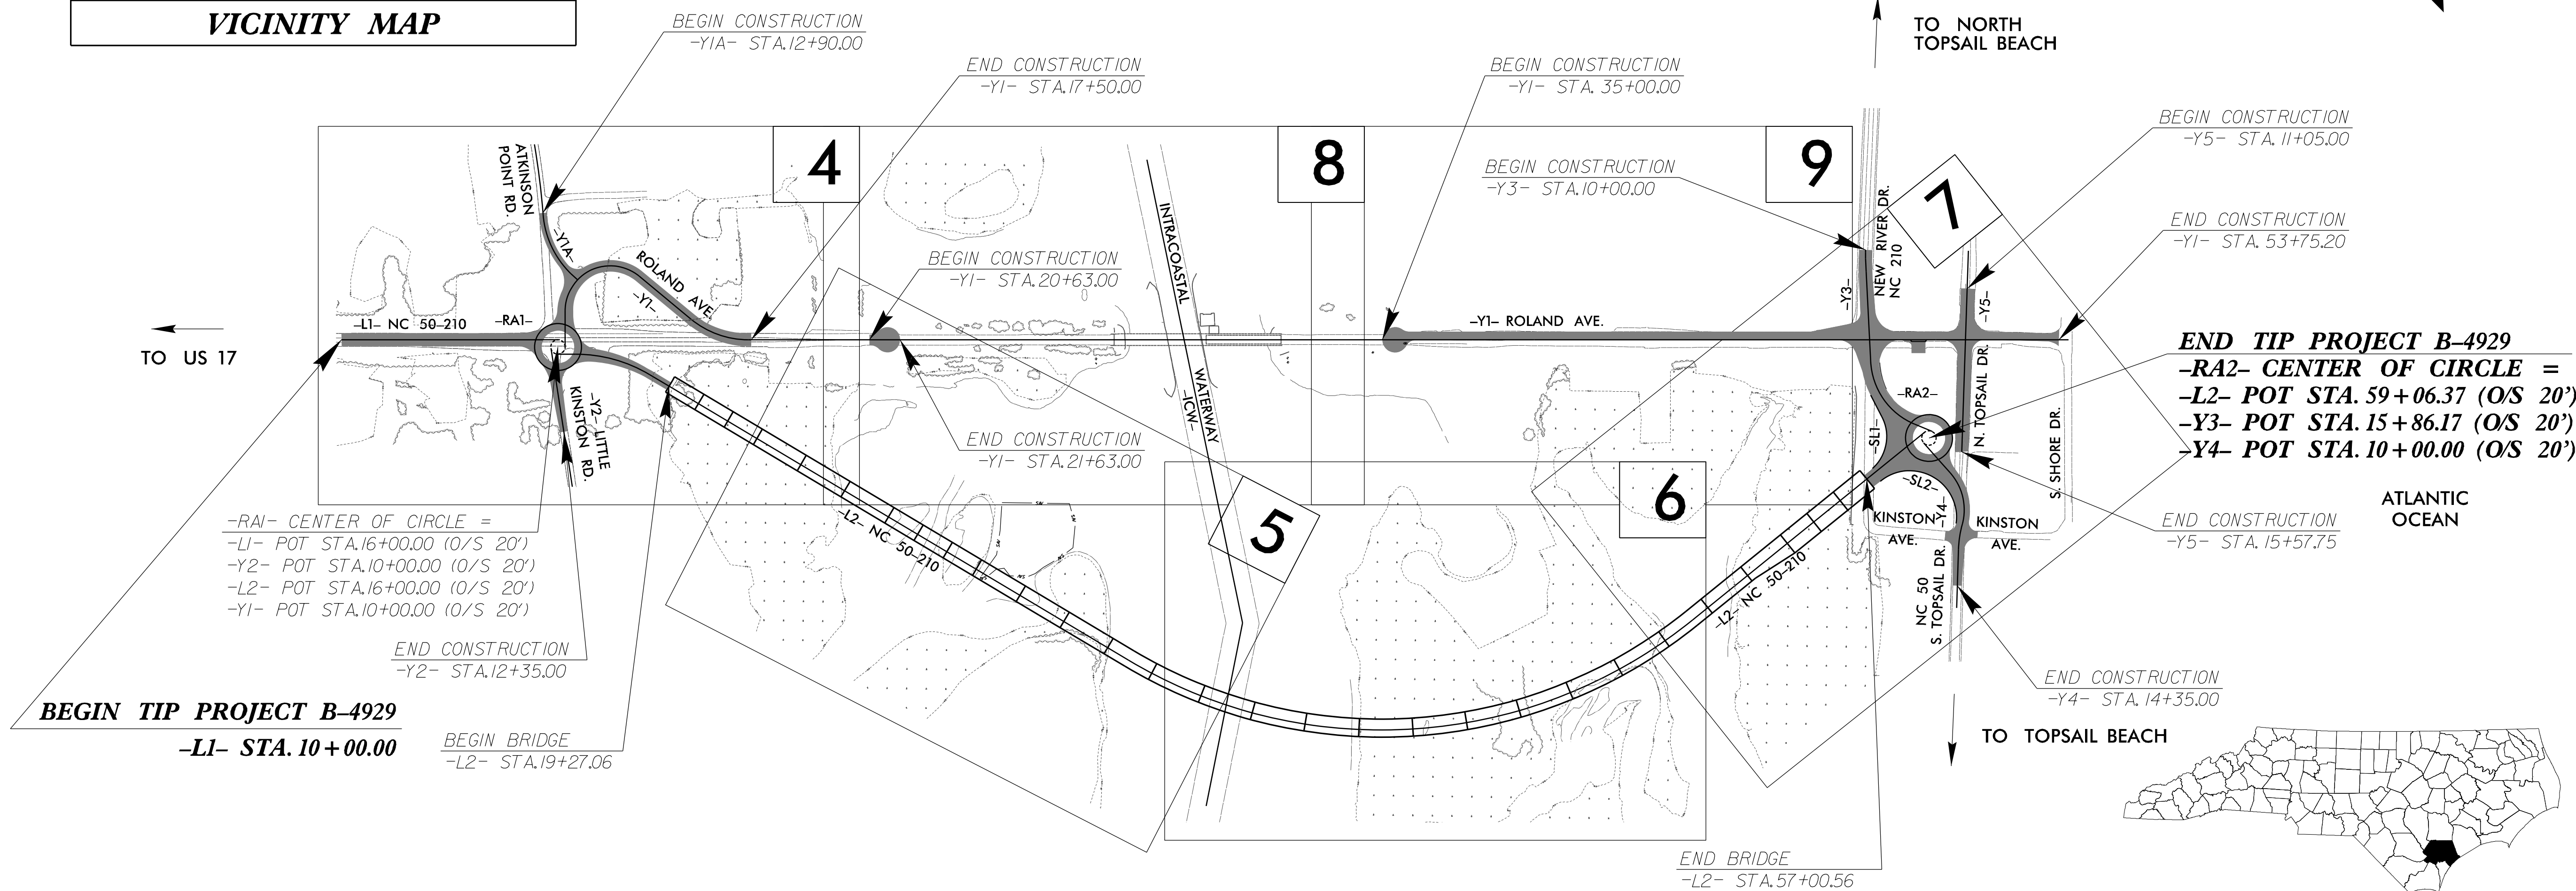 VICINITY MAP
BEGIN CONSTRUCTION
-Y1A- STA.12+90.00
END CONSTRUCTION
-Y1- STA.17+50.00
BEGIN CONSTRUCTION
-Y1- STA. 35+00.00
TO NORTH
TOPSAIL BEACH
BEGIN CONSTRUCTION
-Y5- STA. 11+05.00
BEGIN CONSTRUCTION
-Y3- STA.10+00.00
END CONSTRUCTION
-Y1- STA. 53+75.20
4
8
9
7
ATKINSON
POINT RD.
-Y1A-
ROLAND AVE.
-Y1-
BEGIN CONSTRUCTION
-Y1- STA.20+63.00
INTRACOASTAL
WATERWAY
-ICW-
-Y3-
NEW RIVER DR.
NC 210
-Y5-
-L1- NC 50-210
-RA1-
-Y1- ROLAND AVE.
TO US 17
END TIP PROJECT B-4929
-RA2- CENTER OF CIRCLE =
-L2- POT STA. 59+06.37 (O/S 20')
-Y3- POT STA. 15+86.17 (O/S 20')
-Y4- POT STA. 10+00.00 (O/S 20')
-Y2- LITTLE
KINSTON RD.
END CONSTRUCTION
-Y1- STA.21+63.00
-RA2-
-SL1-
N. TOPSAIL DR.
S. SHORE DR.
-SL2-
-Y4-
ATLANTIC
OCEAN
5
6
-L2- NC 50-210
-L2- NC 50-210
KINSTON
AVE.
KINSTON
AVE.
END CONSTRUCTION
-Y5- STA. 15+57.75
-RA1- CENTER OF CIRCLE =
-L1- POT STA.16+00.00 (O/S 20')
-Y2- POT STA.10+00.00 (O/S 20')
-L2- POT STA.16+00.00 (O/S 20')
-Y1- POT STA.10+00.00 (O/S 20')
NC 50
S. TOPSAIL DR.
END CONSTRUCTION
-Y2- STA.12+35.00
END CONSTRUCTION
-Y4- STA. 14+35.00
BEGIN TIP PROJECT B-4929
-L1- STA. 10+00.00
BEGIN BRIDGE
-L2- STA.19+27.06
TO TOPSAIL BEACH
END BRIDGE
-L2- STA.57+00.56